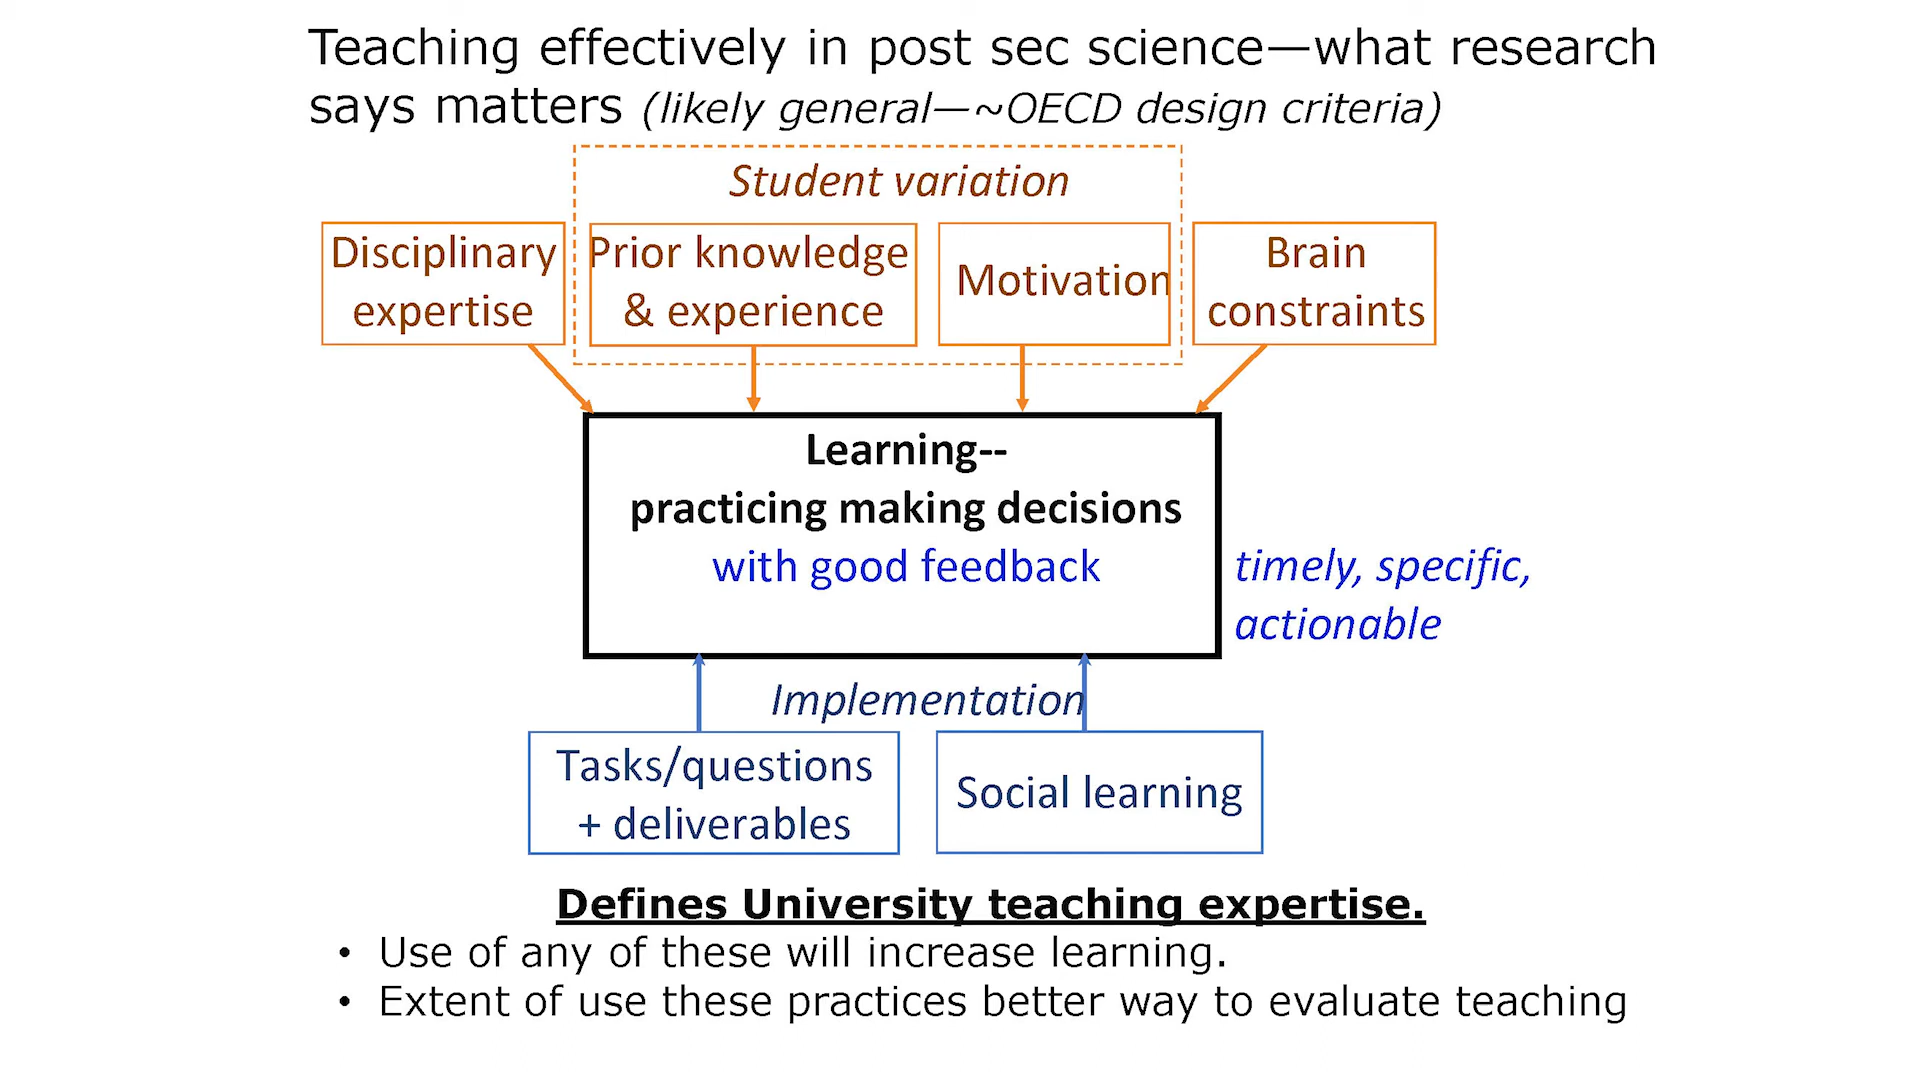 Teaching effectively in post sec science—what research
says matters (likely general—~OECD design criteria)
Student variation
Disciplinary
expertise
Prior knowledge
& experience
Motivation
Brain
constraints
Learning--
practicing making decisions
with good feedback
timely, specific,
actionable
Implementation
Tasks/questions
+ deliverables
Social learning
Defines University teaching expertise.
• Use of any of these will increase learning.
• Extent of use these practices better way to evaluate teaching